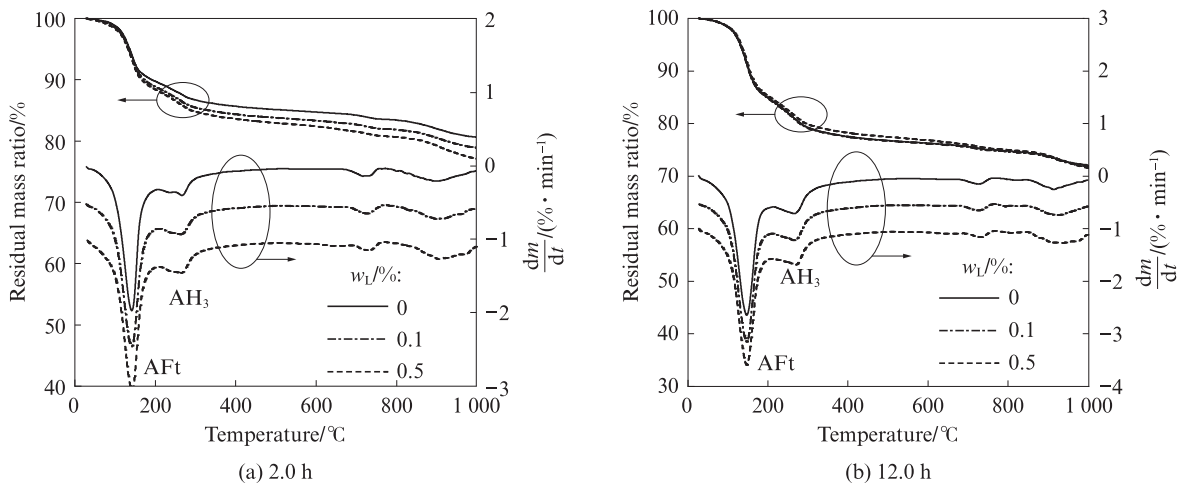 100
90
80
70
60
50
40
Residual mass ratio/%
2
1
0
−1
−2
−3
dm/dt/(%·min−1)
AH3
AFt
wL/%:
0
0.1
0.5
0 200 400 600 800 1 000
Temperature/℃
(a) 2.0 h
100
90
80
70
60
50
40
30
Residual mass ratio/%
3
2
1
0
−1
−2
−3
−4
dm/dt/(%·min−1)
AH3
AFt
wL/%:
0
0.1
0.5
0 200 400 600 800 1 000
Temperature/℃
(b) 12.0 h